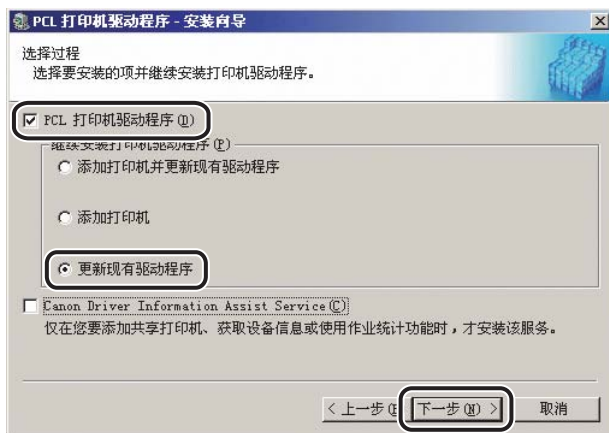 PCL 打印机驱动程序 - 安装向导
选择过程
选择要安装的项并继续安装打印机驱动程序。
PCL 打印机驱动程序(D)
继续安装打印机驱动程序(P)
添加打印机并更新现有驱动程序
添加打印机
更新现有驱动程序
Canon Driver Information Assist Service(C)
仅在您要添加共享打印机、获取设备信息或使用作业统计功能时，才安装该服务。
< 上一步 下一步(N) > 取消